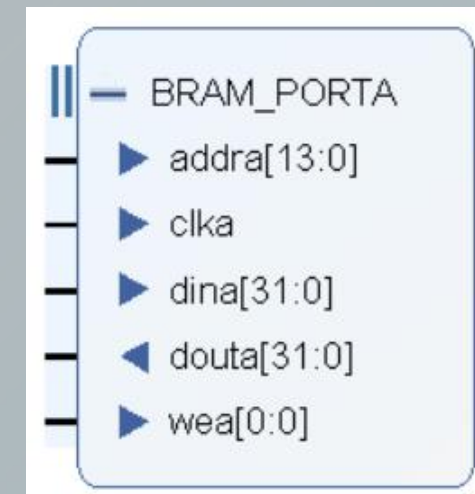 BRAM_PORTA
addra[13:0]
clka
dina[31:0]
douta[31:0]
wea[0:0]